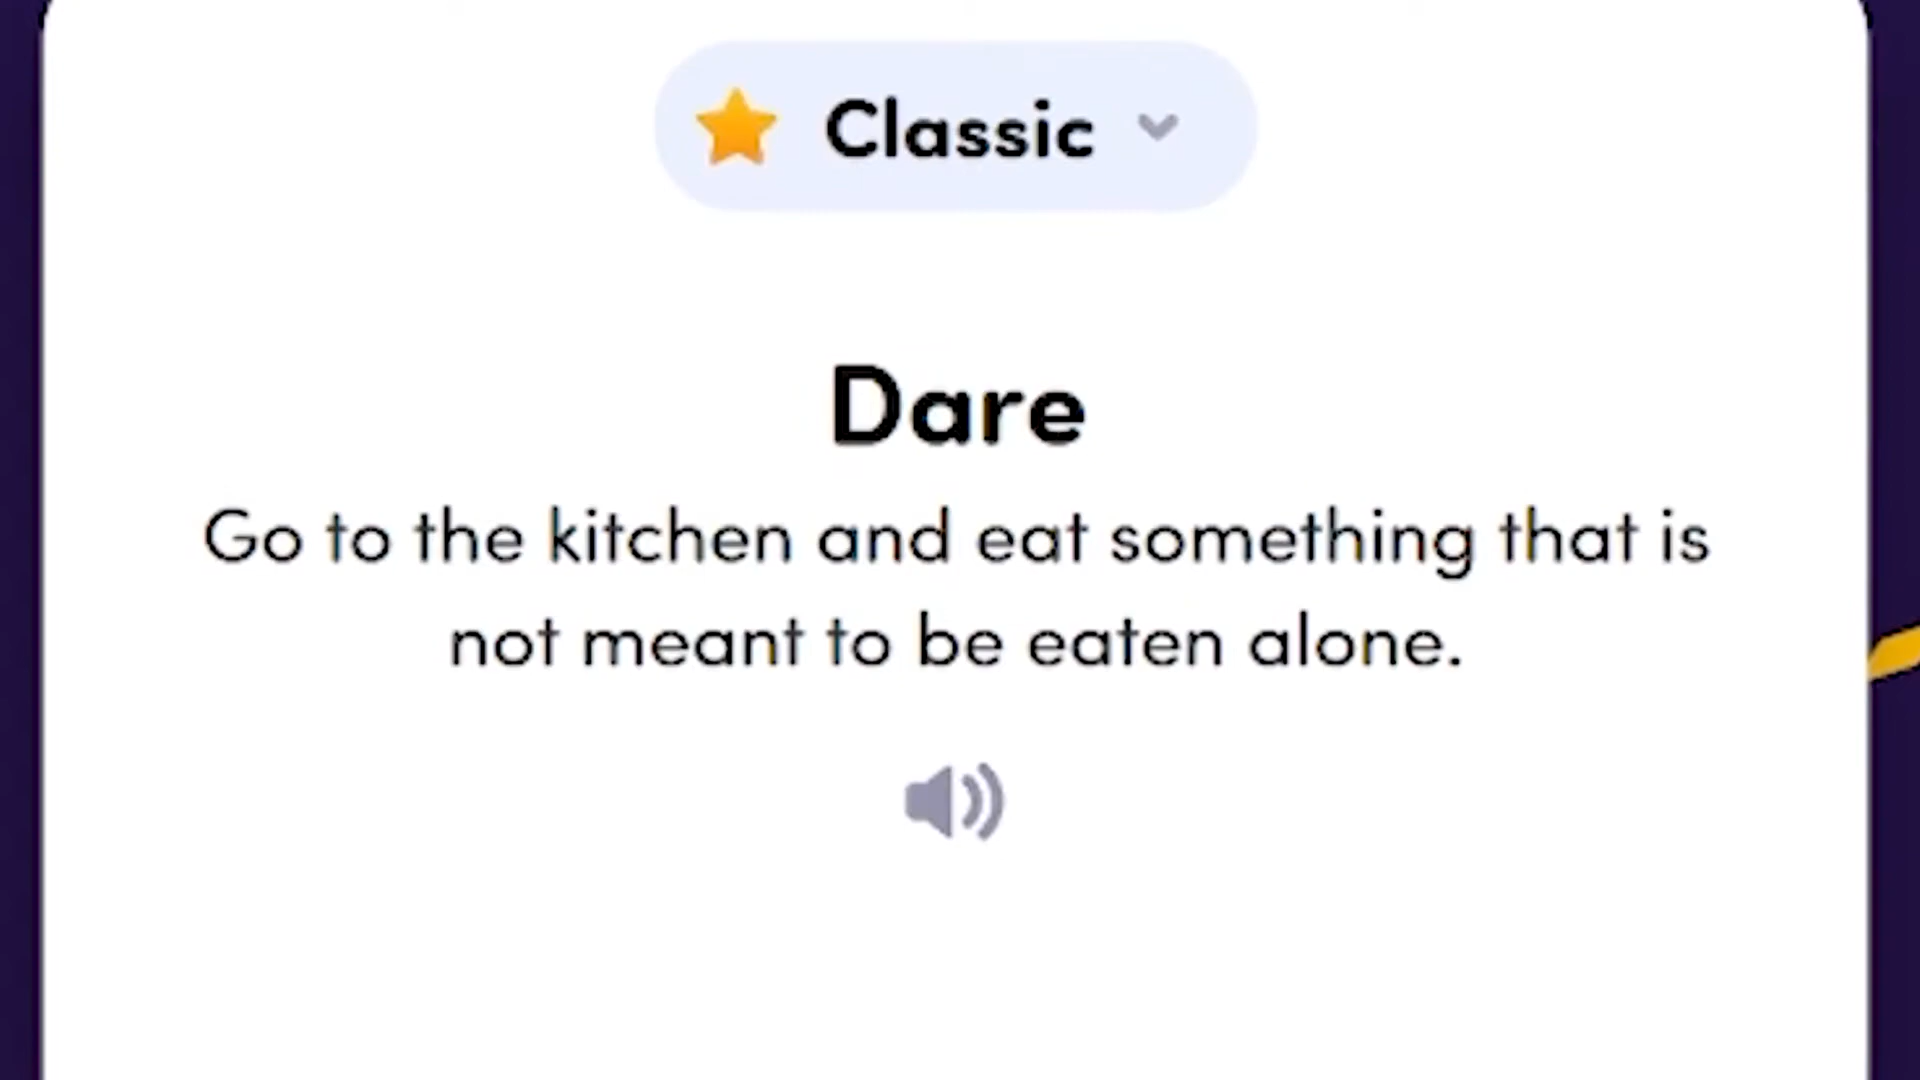 Classic
Dare
Go to the kitchen and eat something that is
not meant to be eaten alone.